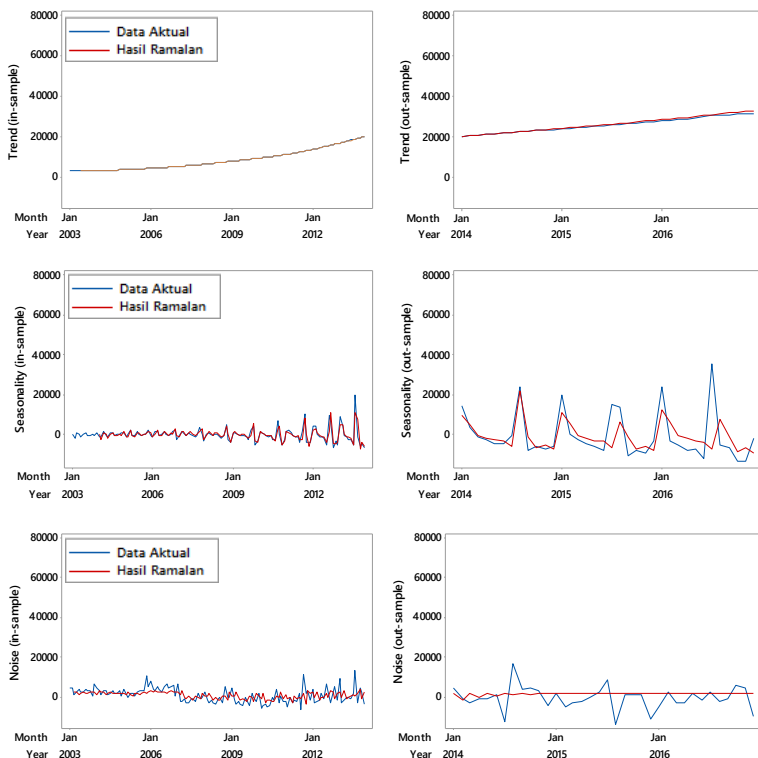 80000
60000
40000
20000
0
Trend (in-sample)
Data Aktual
Hasil Ramalan
Month Jan Jan Jan Jan
Year 2003 2006 2009 2012
80000
60000
40000
20000
0
Trend (out-sample)
Jan Jan Jan
2014 2015 2016
80000
60000
40000
20000
0
Seasonality (in-sample)
Data Aktual
Hasil Ramalan
Month Jan Jan Jan Jan
Year 2003 2006 2009 2012
80000
60000
40000
20000
0
Seasonality (out-sample)
Month Jan Jan Jan
Year 2014 2015 2016
80000
60000
40000
20000
0
Noise (in-sample)
Data Aktual
Hasil Ramalan
Month Jan Jan Jan Jan
Year 2003 2006 2009 2012
80000
60000
40000
20000
0
Noise (out-sample)
Month Jan Jan Jan
Year 2014 2015 2016